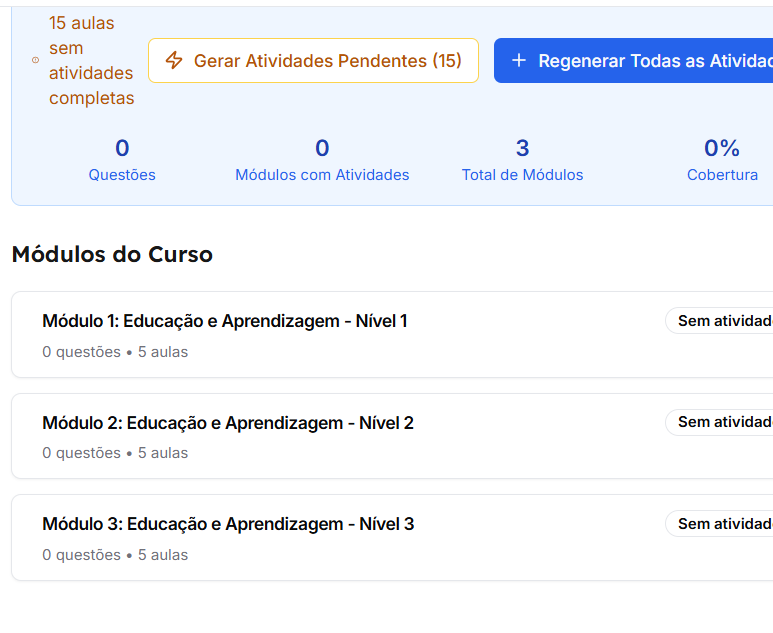 15 aulas
sem
atividades
completas
Gerar Atividades Pendentes (15)
Regenerar Todas as Ativida
0
Questões
0
Módulos com Atividades
3
Total de Módulos
0%
Cobertura
Módulos do Curso
Módulo 1: Educação e Aprendizagem - Nível 1
0 questões • 5 aulas
Sem atividad
Módulo 2: Educação e Aprendizagem - Nível 2
0 questões • 5 aulas
Sem atividad
Módulo 3: Educação e Aprendizagem - Nível 3
0 questões • 5 aulas
Sem atividad